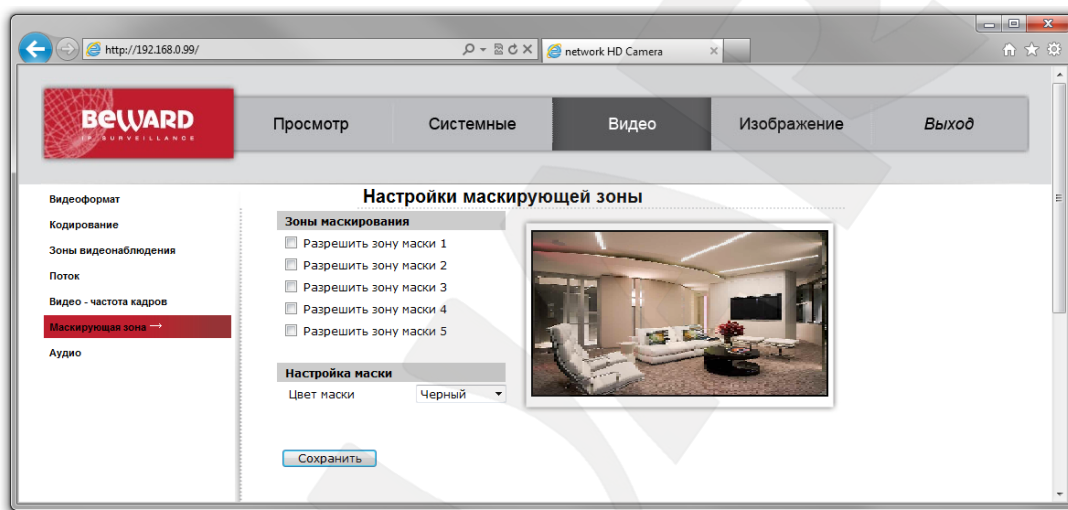 http://192.168.0.99/
network HD Camera
BEWARD
IP SURVEILLANCE
Просмотр
Системные
Видео
Изображение
Выход
Видеоформат
Кодирование
Зоны видеонаблюдения
Поток
Видео - частота кадров
Маскирующая зона →
Аудио
Настройки маскирующей зоны
Зоны маскирования
Разрешить зону маски 1
Разрешить зону маски 2
Разрешить зону маски 3
Разрешить зону маски 4
Разрешить зону маски 5
Настройка маски
Цвет маски Черный
Сохранить